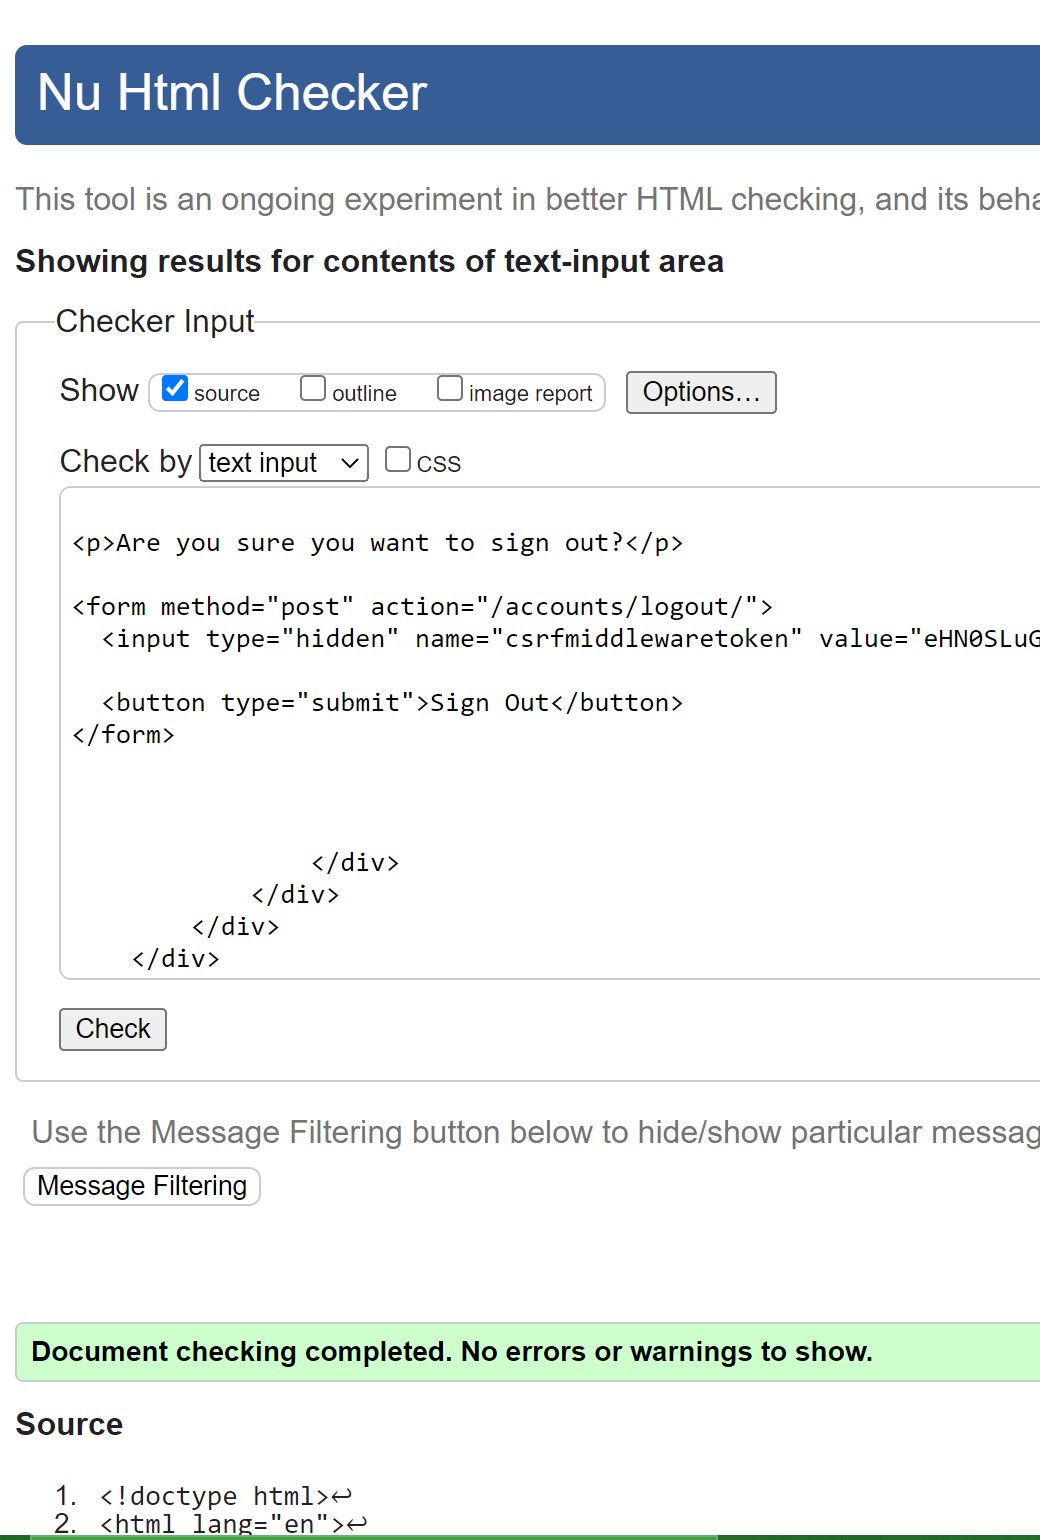 Nu Html Checker
This tool is an ongoing experiment in better HTML checking, and its beha
Showing results for contents of text-input area
Checker Input
Show source outline image report Options...
Check by text input CSS
<p>Are you sure you want to sign out?</p>
<form method="post" action="/accounts/logout/">
<input type="hidden" name="csrfmiddlewaretoken" value="eHN0SLuG
<button type="submit">Sign Out</button>
</form>
</div>
</div>
</div>
</div>
Check
Use the Message Filtering button below to hide/show particular messag
Message Filtering
Document checking completed. No errors or warnings to show.
Source
1. <!doctype html>↩
2. <html lang="en">↩